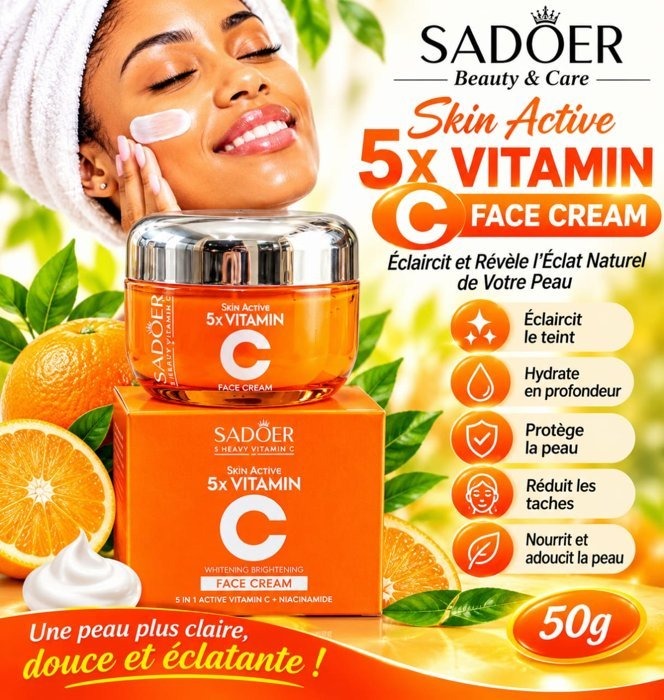 SADOER
Beauty & Care
Skin Active
5x VITAMIN
C FACE CREAM
Éclaircit et Révèle l'Éclat Naturel
de Votre Peau
Éclaircit
le teint
Hydrate
en profondeur
Protège
la peau
Réduit les
taches
Nourrit et
adoucit la peau
SADOER
Skin Active
5x VITAMIN
C
FACE CREAM
SADOER
5 HEAVY VITAMIN C
Skin Active
5x VITAMIN
C
WHITENING BRIGHTENING
FACE CREAM
5 IN 1 ACTIVE VITAMIN C + NIACINAMIDE
Une peau plus claire,
douce et éclatante !
50g